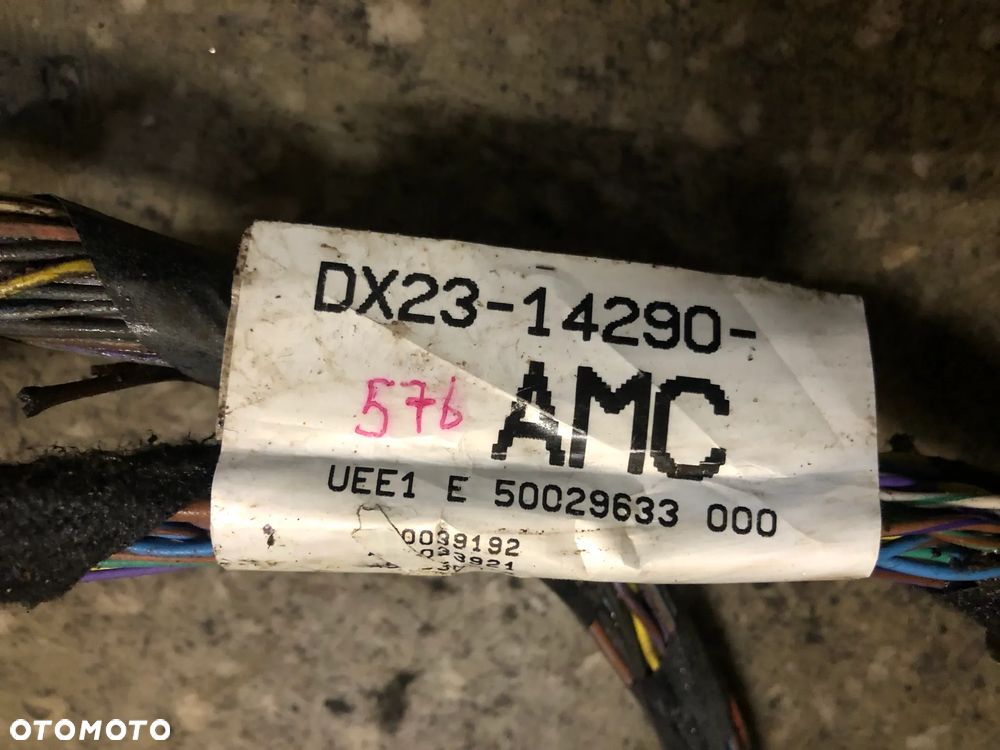 DX23-14290-
AMC
576
UEE1 E 50029633 000
0039192
OTOMOTO